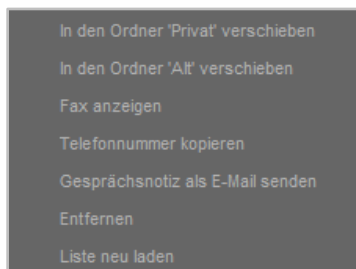 In den Ordner 'Privat' verschieben
In den Ordner 'Alt' verschieben
Fax anzeigen
Telefonnummer kopieren
Gesprächsnotiz als E-Mail senden
Entfernen
Liste neu laden